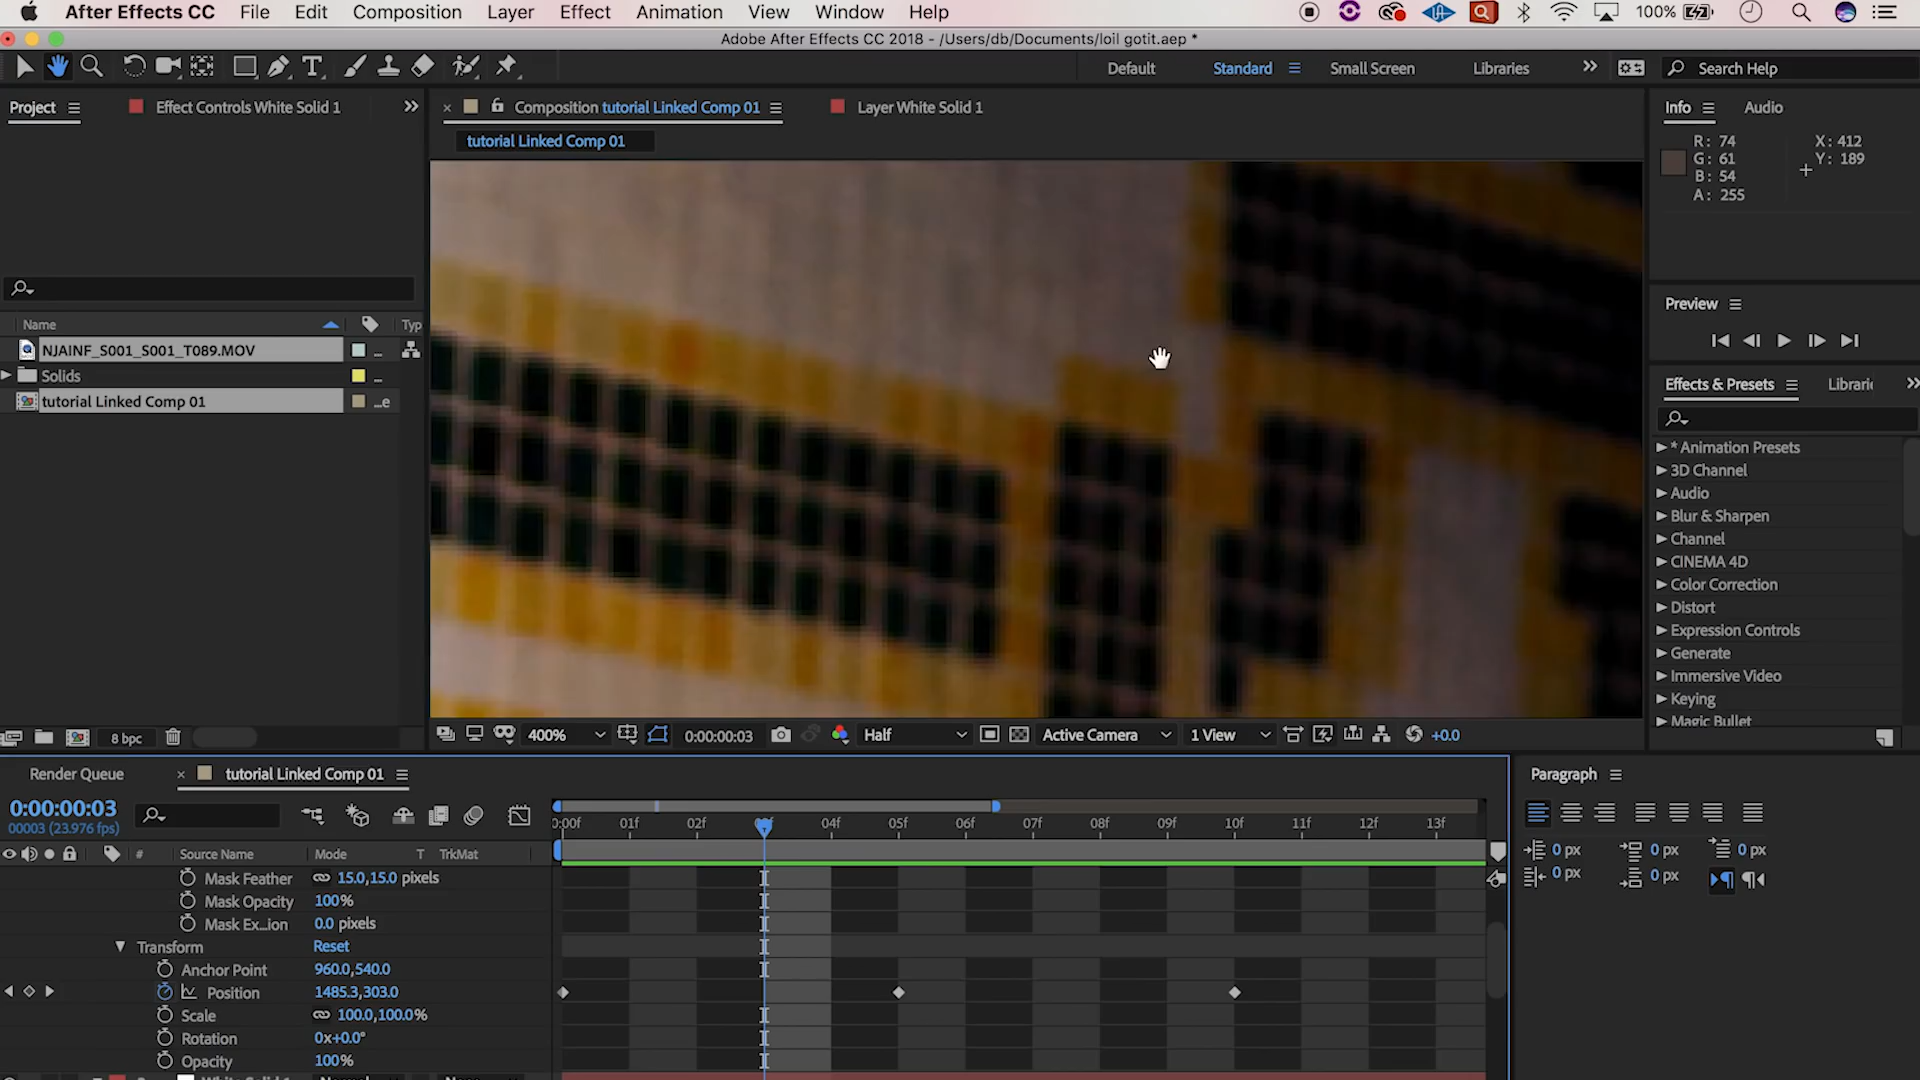 After Effects CC File Edit Composition Layer Effect Animation View Window Help 100%
Adobe After Effects CC 2018 - /Users/db/Documents/loil gotit.aep *
Default Standard Small Screen Libraries Search Help
Project Effect Controls White Solid 1 Composition tutorial Linked Comp 01 Layer White Solid 1 Info Audio
tutorial Linked Comp 01
R: 74 X: 412
G: 61 Y: 189
B: 54
A: 255
Preview
Name Typ
NJAINF_S001_S001_T089.MOV ...
Solids ...
tutorial Linked Comp 01 ...e
Effects & Presets Librari
* Animation Presets
3D Channel
Audio
Blur & Sharpen
Channel
CINEMA 4D
Color Correction
Distort
Expression Controls
Generate
Immersive Video
Keying
Magic Bullet
8 bpc 400% 0:00:00:03 Half Active Camera 1 View +0.0
Render Queue tutorial Linked Comp 01 Paragraph
0:00:00:03
00003 (23.976 fps)
0:00f 01f 02f 04f 05f 06f 07f 08f 09f 10f 11f 12f 13f
# Source Name Mode T TrkMat
Mask Feather 15.0,15.0 pixels
Mask Opacity 100%
Mask Ex...ion 0.0 pixels
Transform Reset
Anchor Point 960.0,540.0
Position 1485.3,303.0
Scale 100.0,100.0%
Rotation 0x+0.0°
Opacity 100%
0 px 0 px 0 px
0 px 0 px